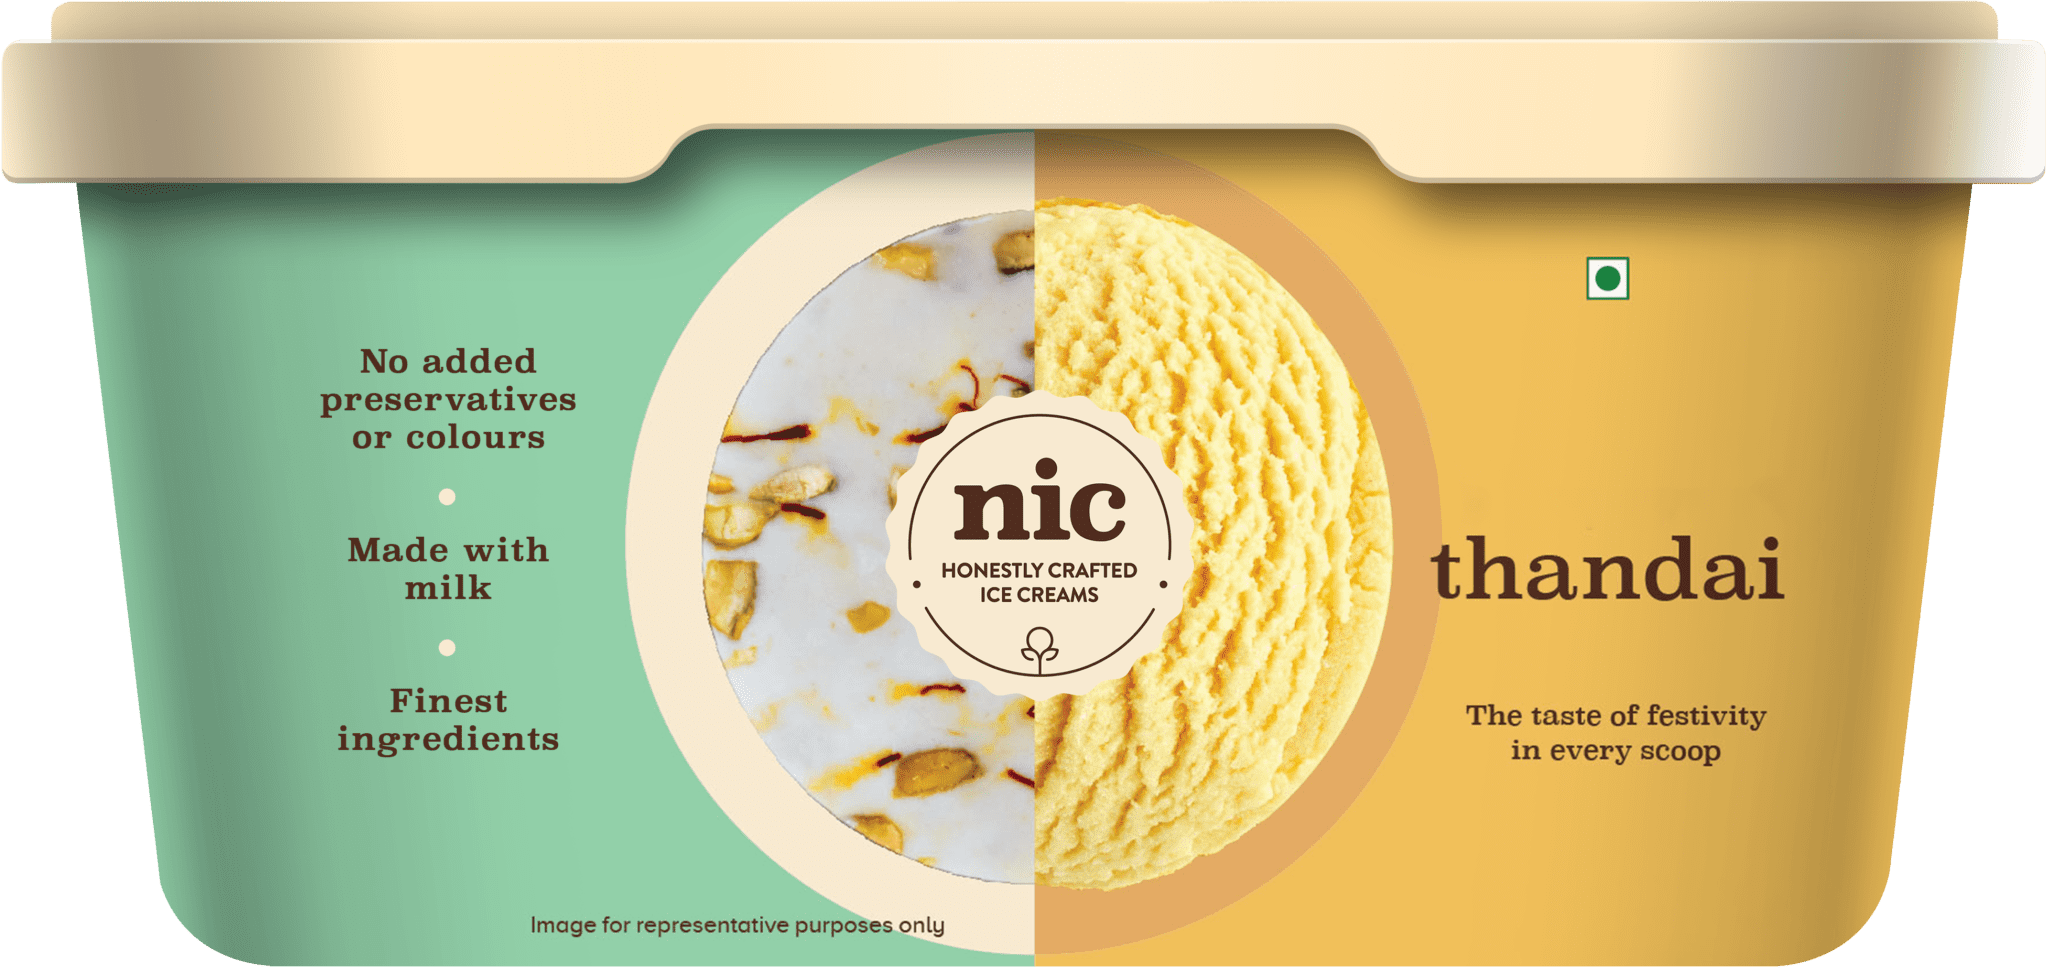 No added
preservatives
or colours
Made with
milk
Finest
ingredients
Image for representative purposes only
nic
HONESTLY CRAFTED
ICE CREAMS
thandai
The taste of festivity
in every scoop